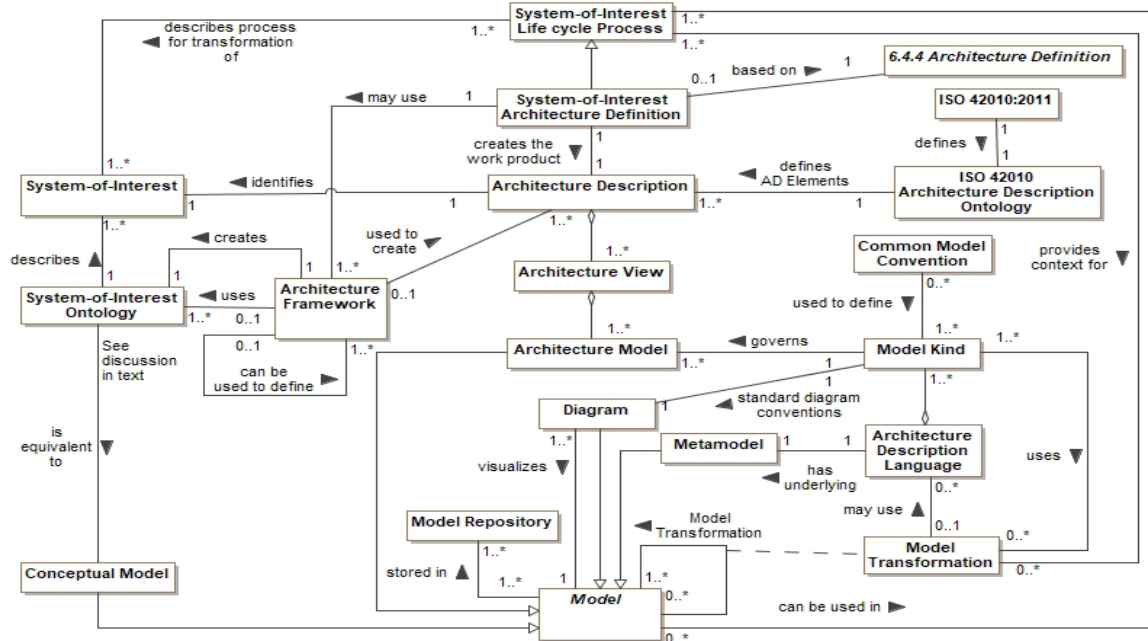 System-of-Interest
Life cycle Process
1..*
1..*
1..*
1..*
describes process
for transformation
of
6.4.4 Architecture Definition
1
based on
0..1
may use
1
System-of-Interest
Architecture Definition
ISO 42010:2011
1
defines
1
creates the
work product
1
1
1..*
System-of-Interest
1
identifies
1
Architecture Description
defines
AD Elements
1..*
1
ISO 42010
Architecture Description
Ontology
1..*
1..*
creates
used to
create
1..*
Common Model
Convention
provides
context for
describes
1
1
1
1..*
Architecture View
0..*
System-of-Interest
Ontology
uses
1..*
0..1
Architecture
Framework
0..1
used to define
See
discussion
in text
0..1
1..*
1..*
1..*
1..*
can be
used to define
Architecture Model
governs
1..*
Model Kind
1
1
1..*
Diagram
1
standard diagram
conventions
1..*
is
equivalent
to
visualizes
Metamodel
1
1
Architecture
Description
Language
uses
has
underlying
0..*
Model Repository
1..*
Model
Transformation
may use
0..1
0..*
Model
Transformation
0..*
stored in
1..*
1
1..*
0..*
Conceptual Model
Model
can be used in
0..*